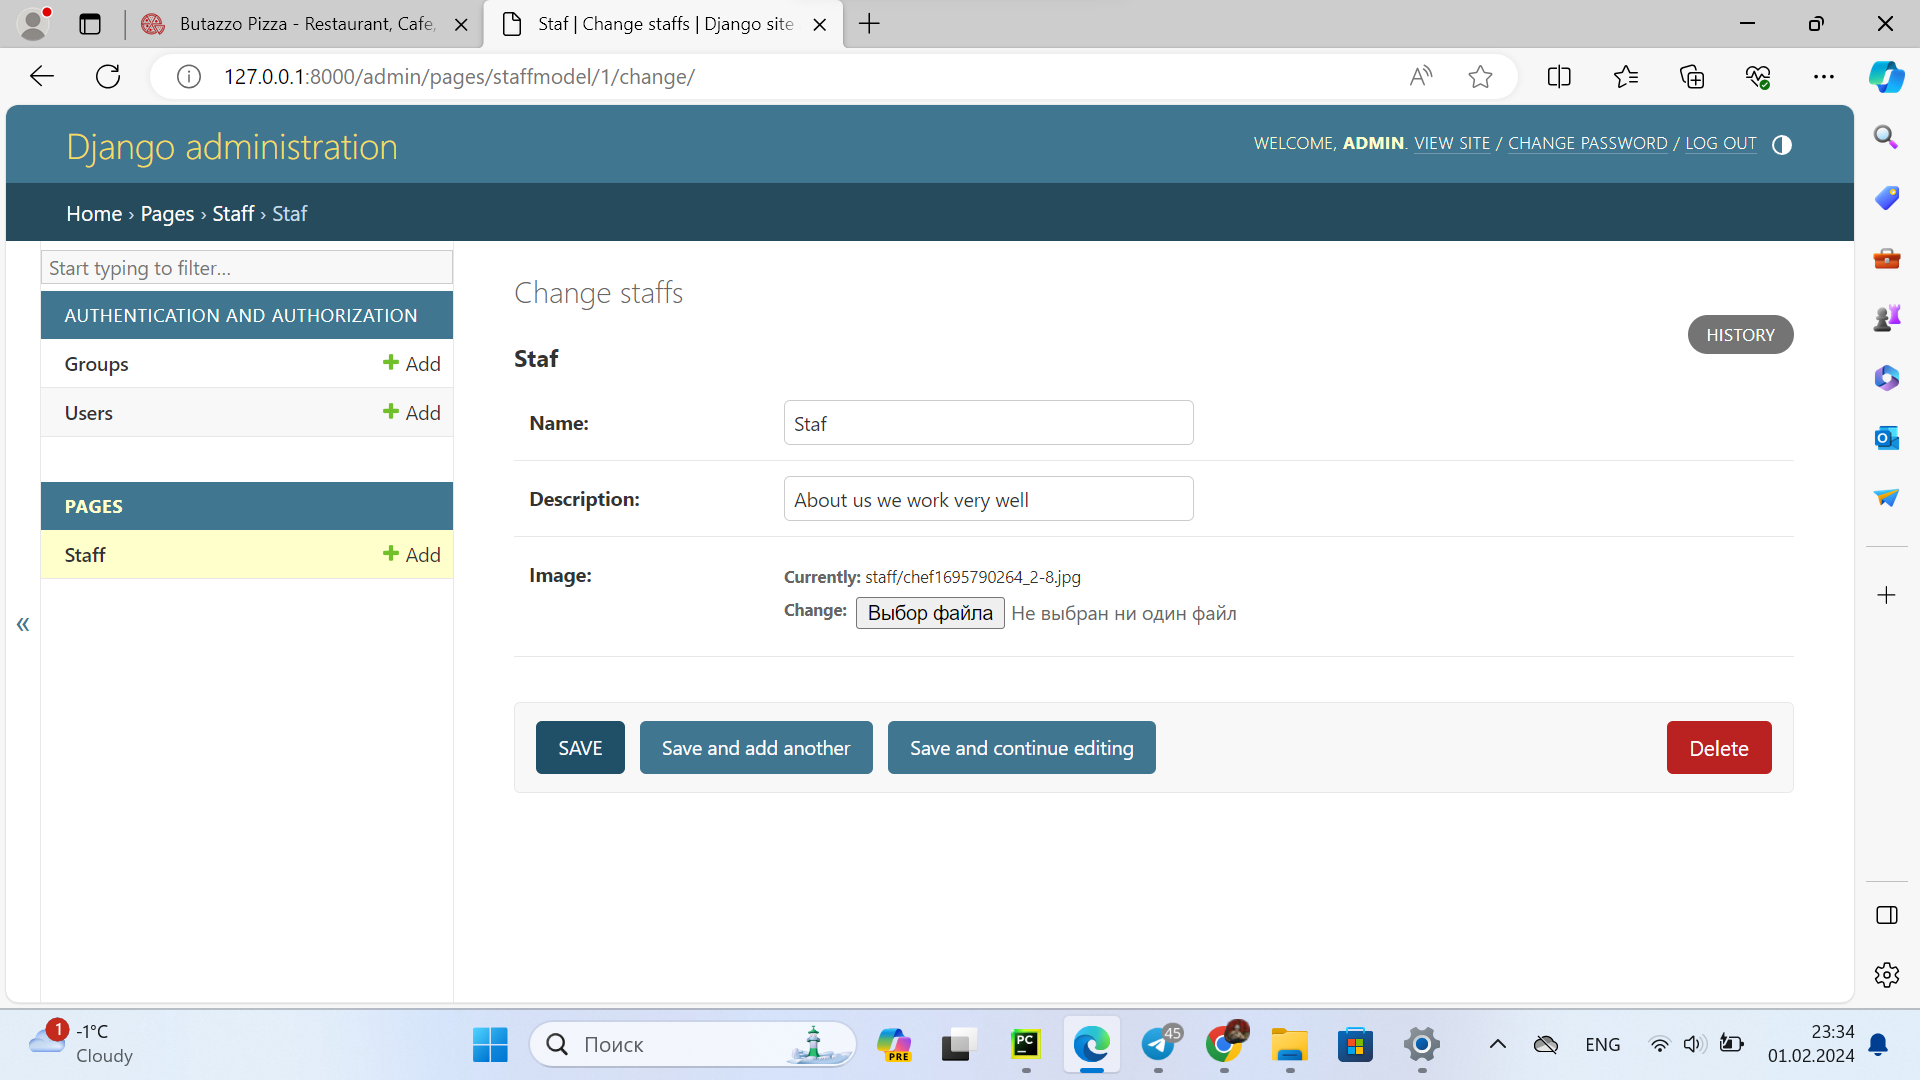 Butazzo Pizza - Restaurant, Cafe,
Staf | Change staffs | Django site
127.0.0.1:8000/admin/pages/staffmodel/1/change/
Django administration
WELCOME, ADMIN. VIEW SITE / CHANGE PASSWORD / LOG OUT
Home › Pages › Staff › Staf
Start typing to filter...
AUTHENTICATION AND AUTHORIZATION
Groups + Add
Users + Add
PAGES
Staff + Add
«
Change staffs
HISTORY
Staf
Name: Staf
Description: About us we work very well
Image: Currently: staff/chef1695790264_2-8.jpg
Change: Выбор файла Не выбран ни один файл
SAVE Save and add another Save and continue editing Delete
1
-1°C
Cloudy
Поиск
PRE
PC
45
ENG
23:34
01.02.2024